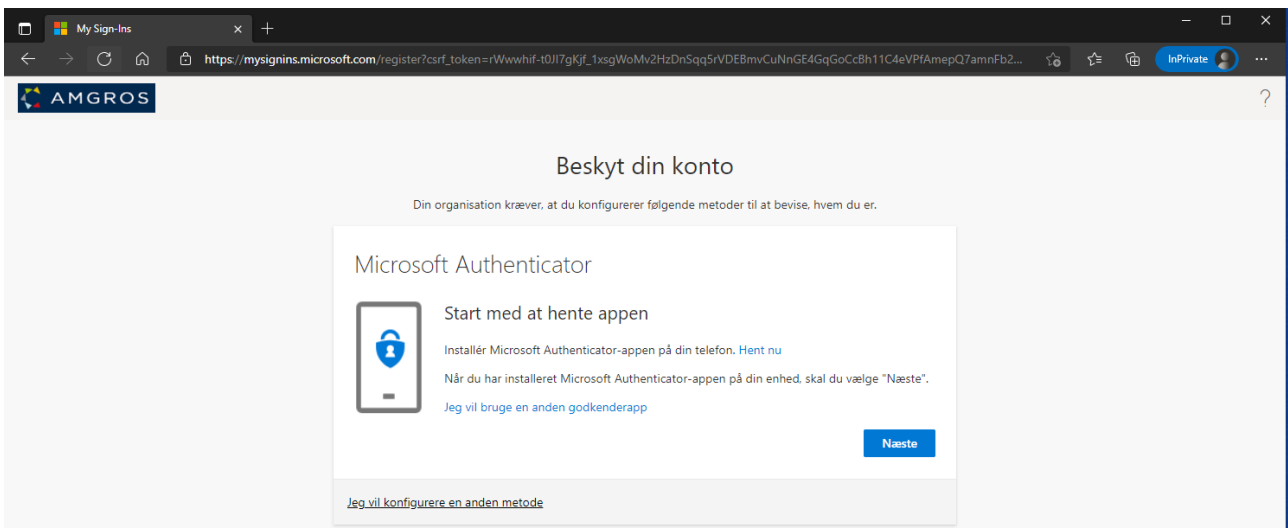 My Sign-Ins
https://mysignins.microsoft.com/register?csrf_token=rWwwhif-t0JI7gKjf_1xsgWoMv2HzDnSqq5rVDEBmvCuNnGE4GqGoCcBh11C4eVPfAmepQ7amnFb2...
InPrivate
AMGROS
?
Beskyt din konto
Din organisation kræver, at du konfigurerer følgende metoder til at bevise, hvem du er.
Microsoft Authenticator
Start med at hente appen
Installér Microsoft Authenticator-appen på din telefon. Hent nu
Når du har installeret Microsoft Authenticator-appen på din enhed, skal du vælge "Næste".
Jeg vil bruge en anden godkenderapp
Næste
Jeg vil konfigurere en anden metode